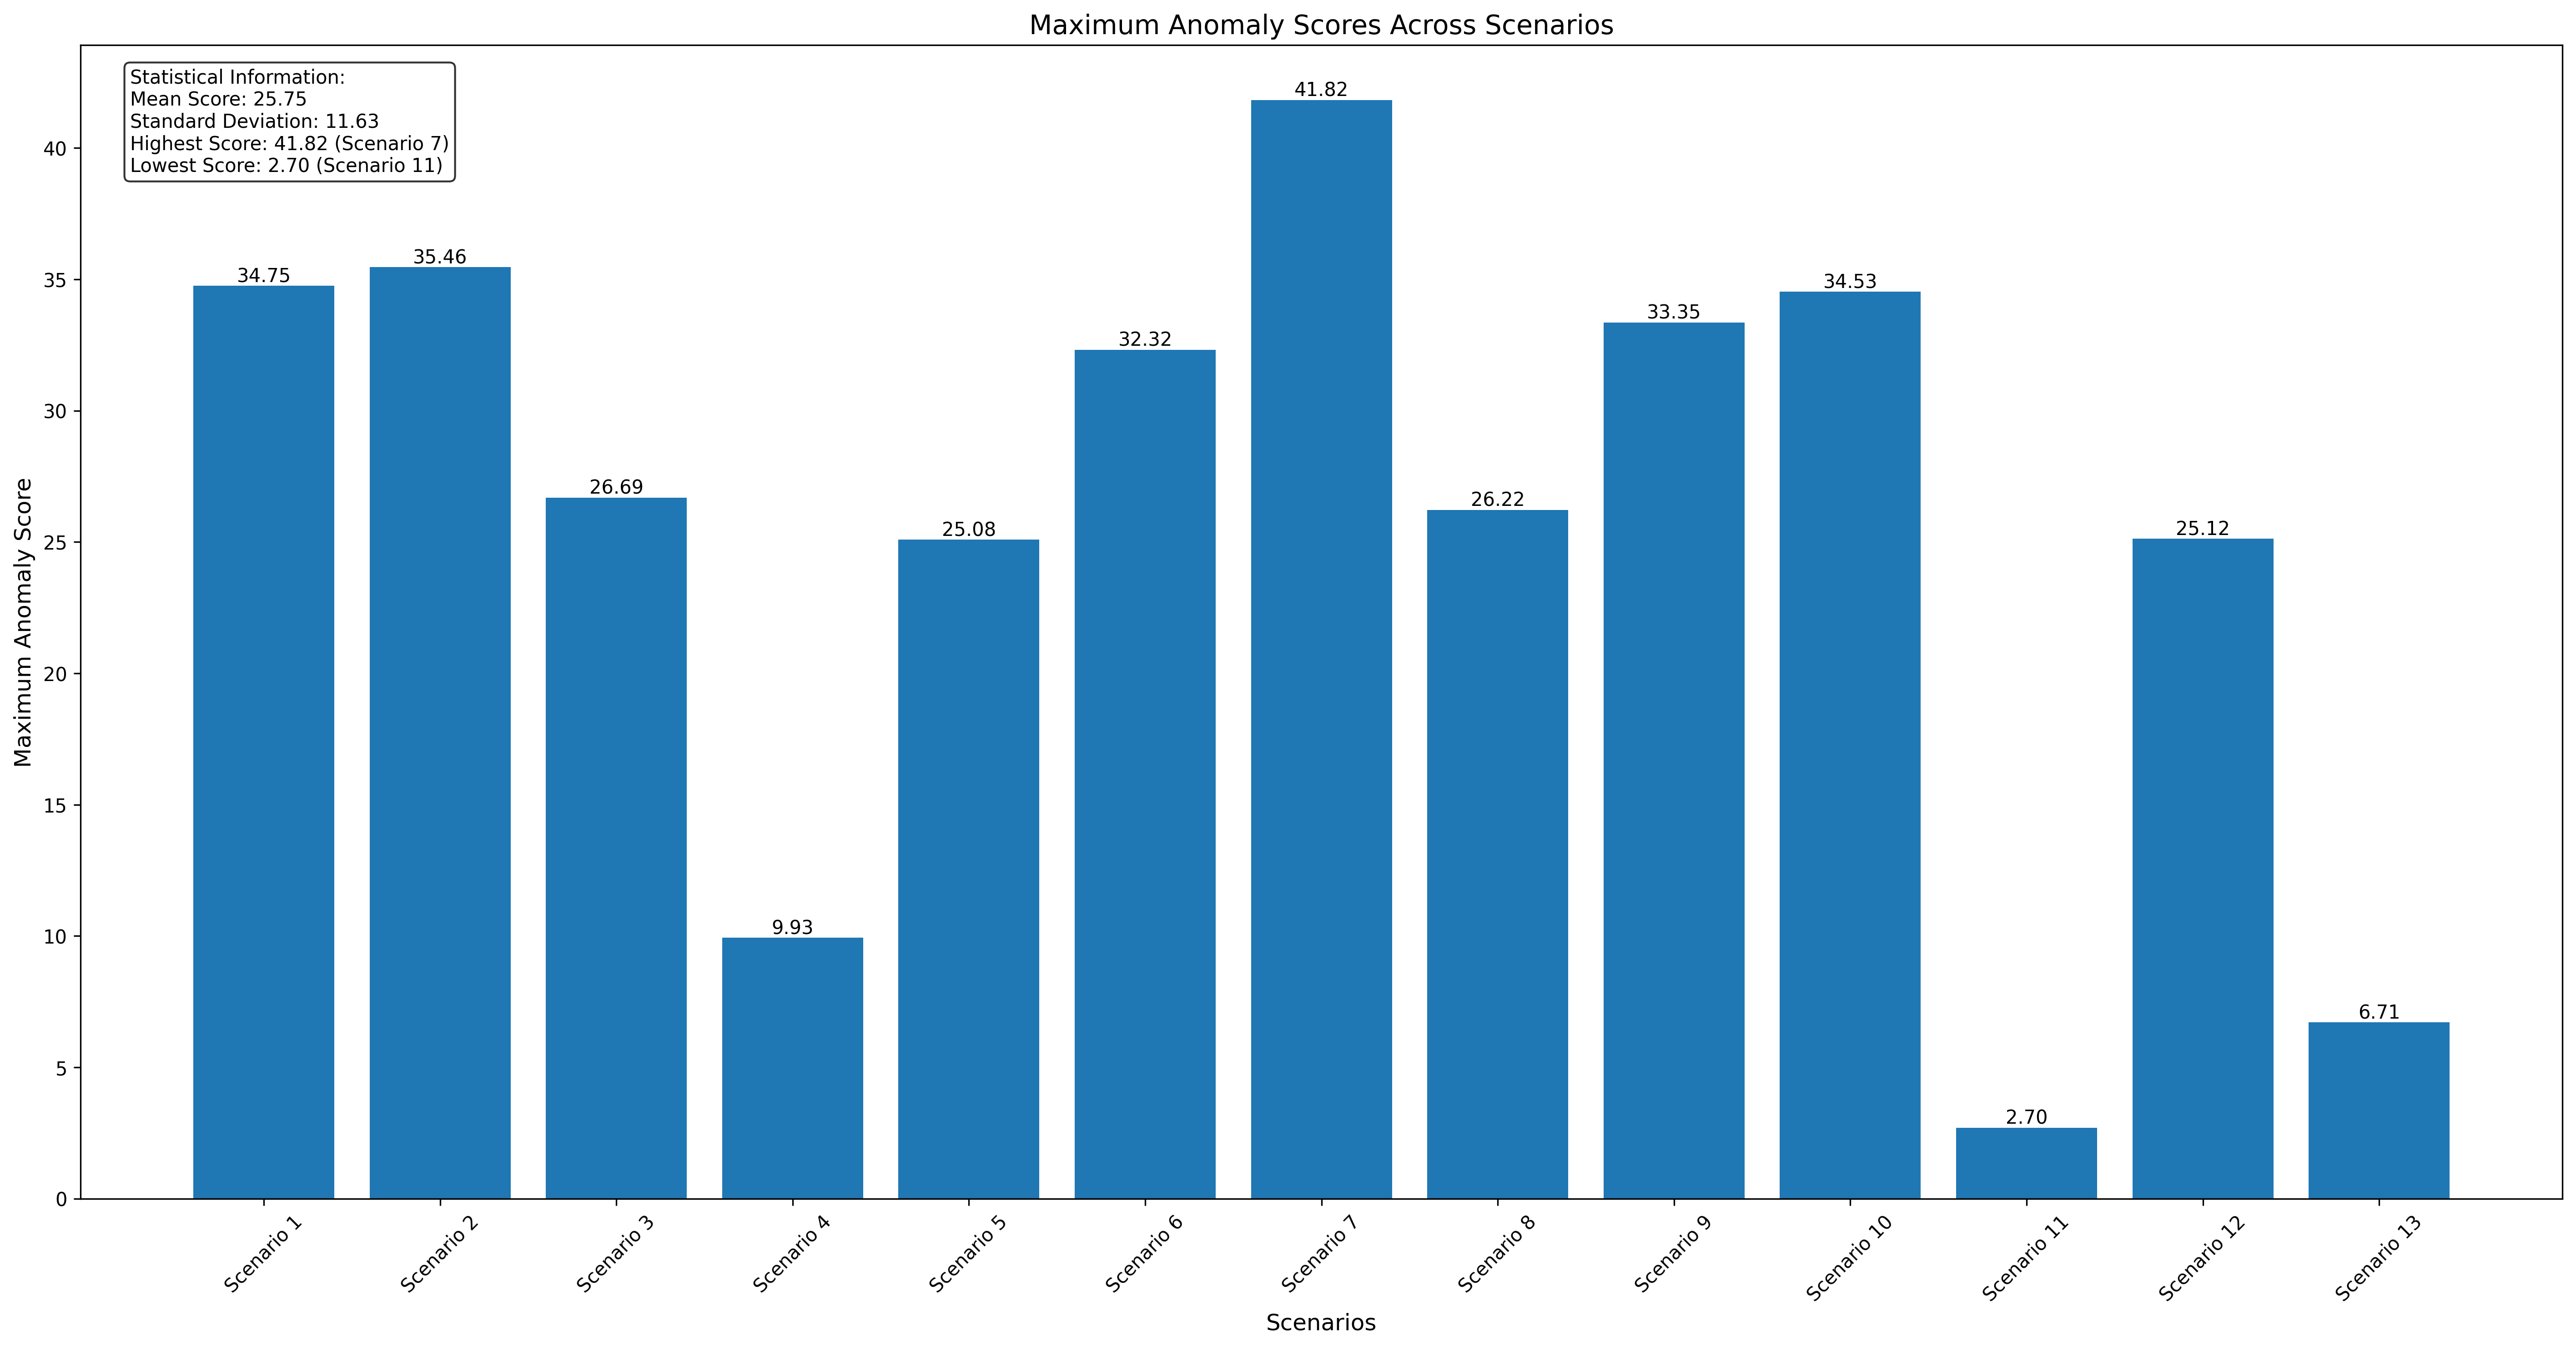 Maximum Anomaly Scores Across Scenarios
Statistical Information:
Mean Score: 25.75
Standard Deviation: 11.63
Highest Score: 41.82 (Scenario 7)
Lowest Score: 2.70 (Scenario 11)
Maximum Anomaly Score
40
35
30
25
20
15
10
5
0
34.75
35.46
26.69
9.93
25.08
32.32
41.82
26.22
33.35
34.53
2.70
25.12
6.71
Scenario 1
Scenario 2
Scenario 3
Scenario 4
Scenario 5
Scenario 6
Scenario 7
Scenario 8
Scenario 9
Scenario 10
Scenario 11
Scenario 12
Scenario 13
Scenarios